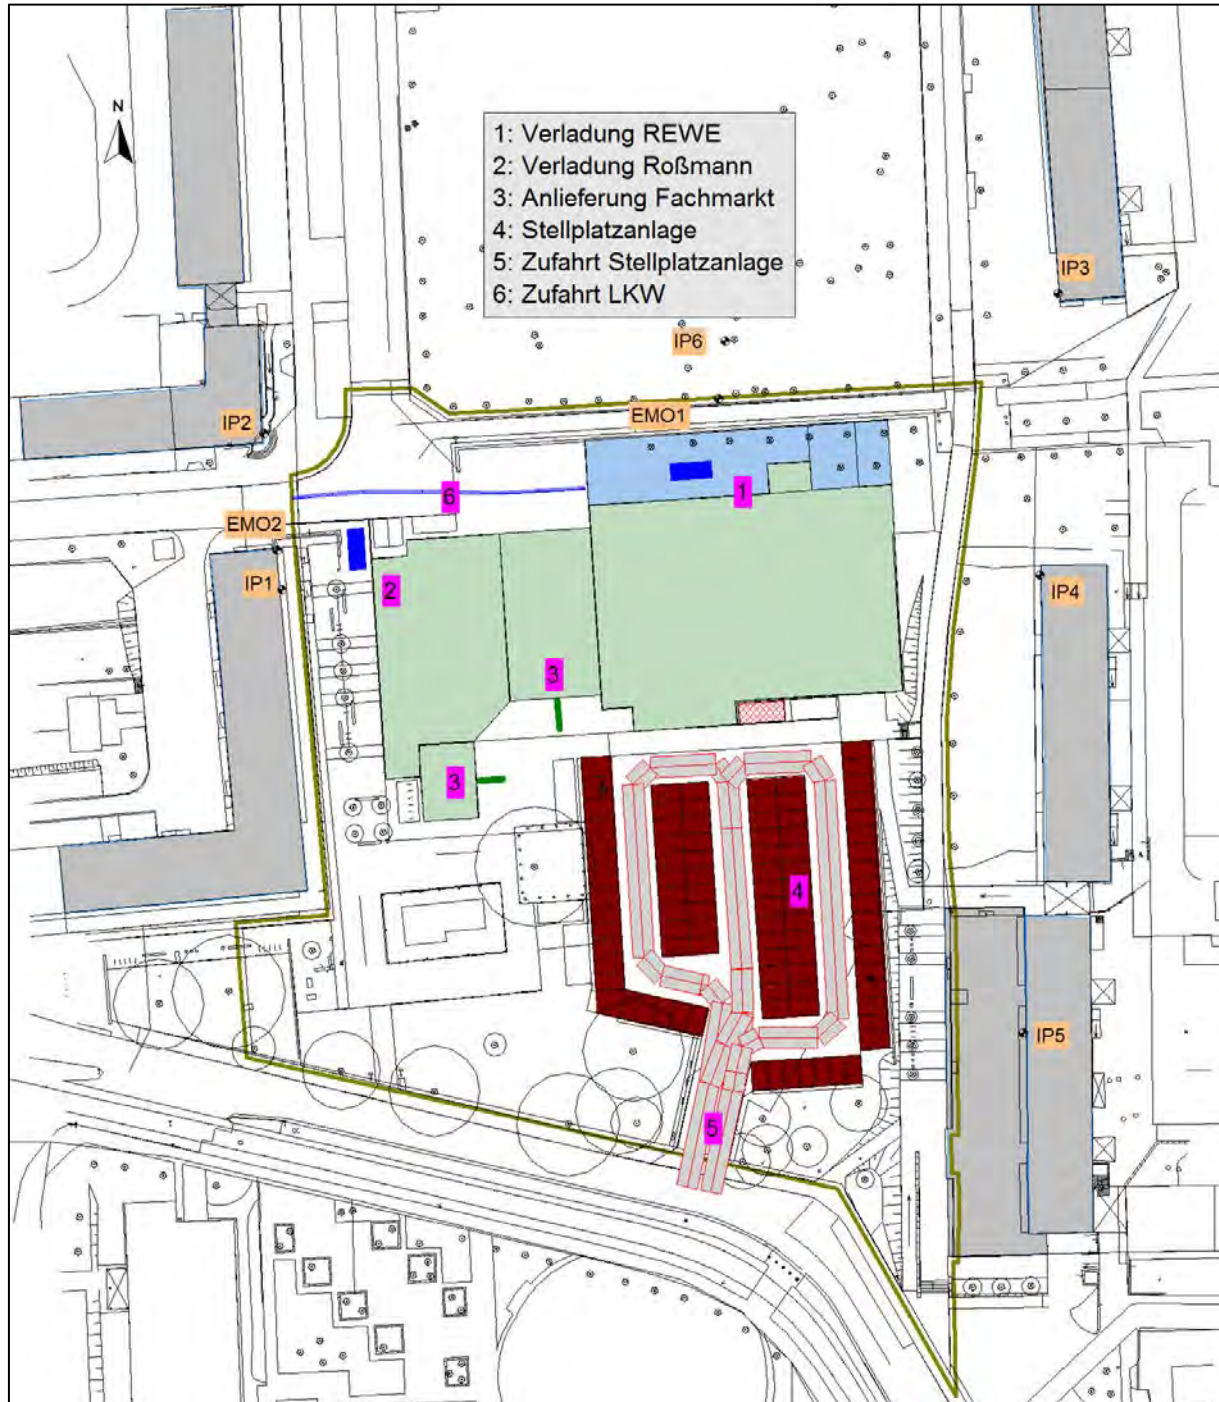 N
1: Verladung REWE
2: Verladung Roßmann
3: Anlieferung Fachmarkt
4: Stellplatzanlage
5: Zufahrt Stellplatzanlage
6: Zufahrt LKW
IP3
IP6
EMO1
IP2
6
1
EMO2
IP1
2
IP4
3
3
4
IP5
5